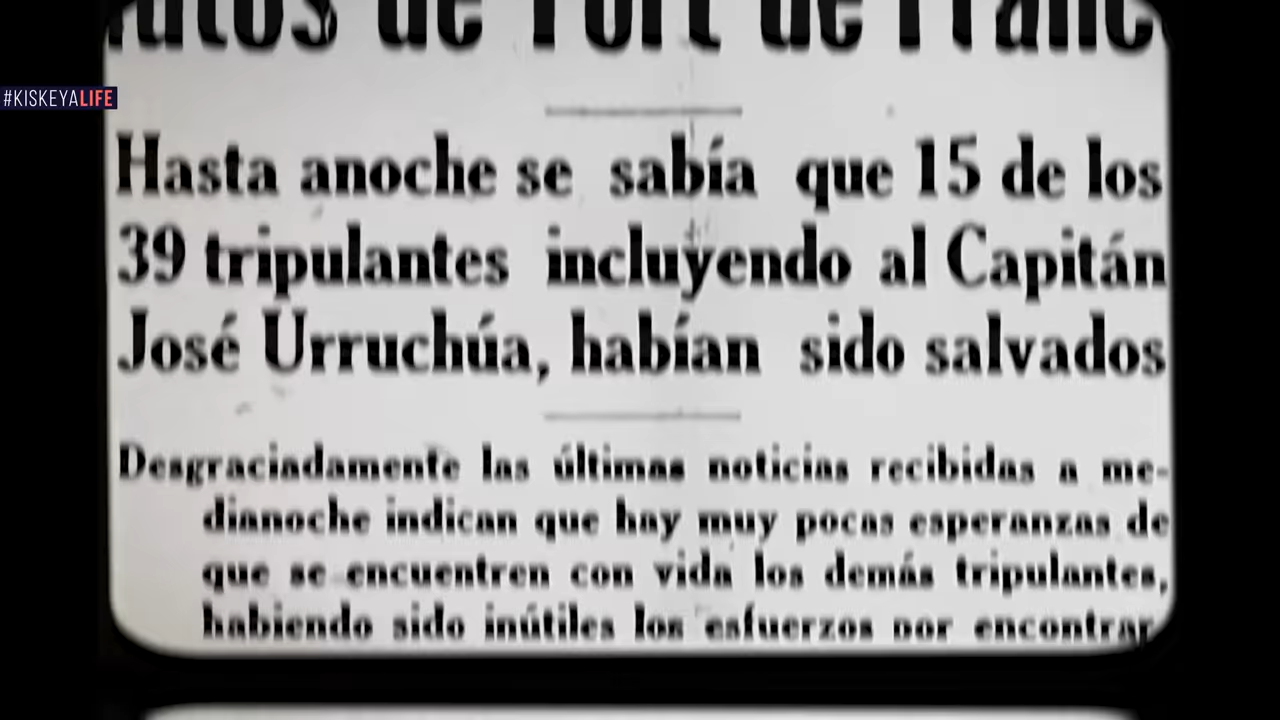 #KISKEYALIFE
Hasta anoche se sabía que 15 de los
39 tripulantes incluyendo al Capitán
José Urruchúa, habían sido salvados
Desgraciadamente las últimas noticias recibidas a me-
dianoche indican que hay muy pocas esperanzas de
que se encuentren con vida los demás tripulantes,
habiendo sido inútiles los esfuerzos por encontrar